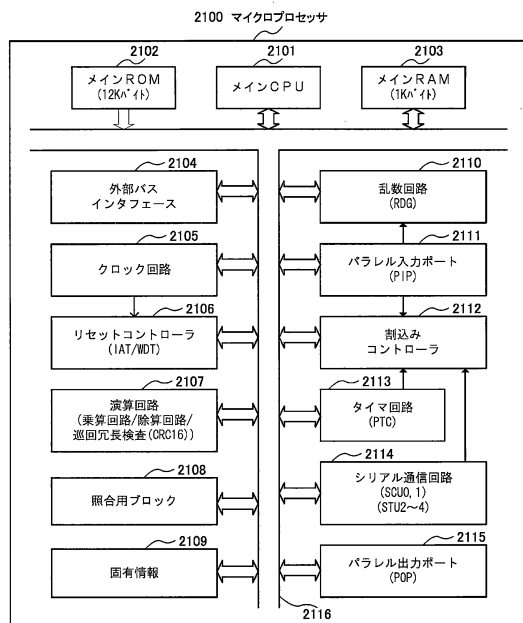 2100 マイクロプロセッサ
2102
メインROM
(12Kバイト)
2101
メインCPU
2103
メインRAM
(1Kバイト)
2104
外部バス
インタフェース
2105
クロック回路
2106
リセットコントローラ
(IAT/WDT)
2107
演算回路
(乗算回路/除算回路/
巡回冗長検査(CRC16))
2108
照合用ブロック
2109
固有情報
2110
乱数回路
(RDG)
2111
パラレル入力ポート
(PIP)
2112
割込み
コントローラ
2113
タイマ回路
(PTC)
2114
シリアル通信回路
(SCU0,1)
(STU2～4)
2115
パラレル出力ポート
(POP)
2116